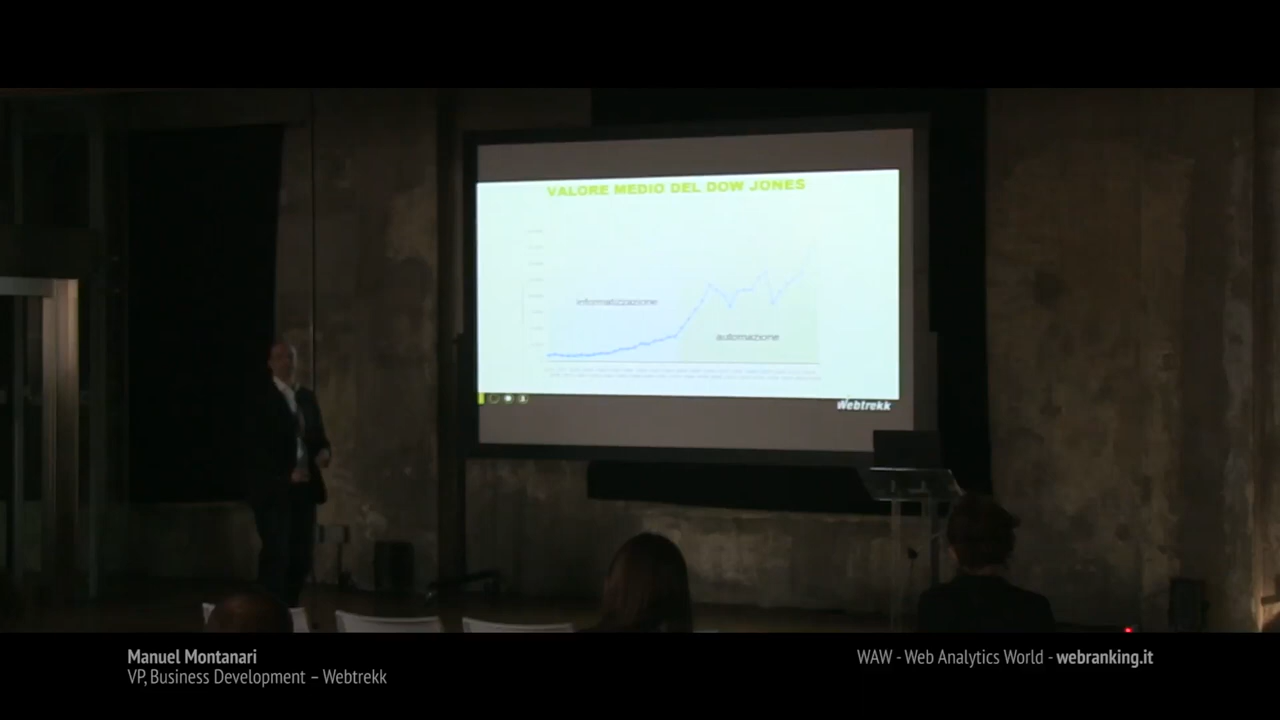 VALORE MEDIO DEL DOW JONES
informatizzazione
automazione
Webtrekk
Manuel Montanari
VP, Business Development – Webtrekk
WAW - Web Analytics World - webranking.it